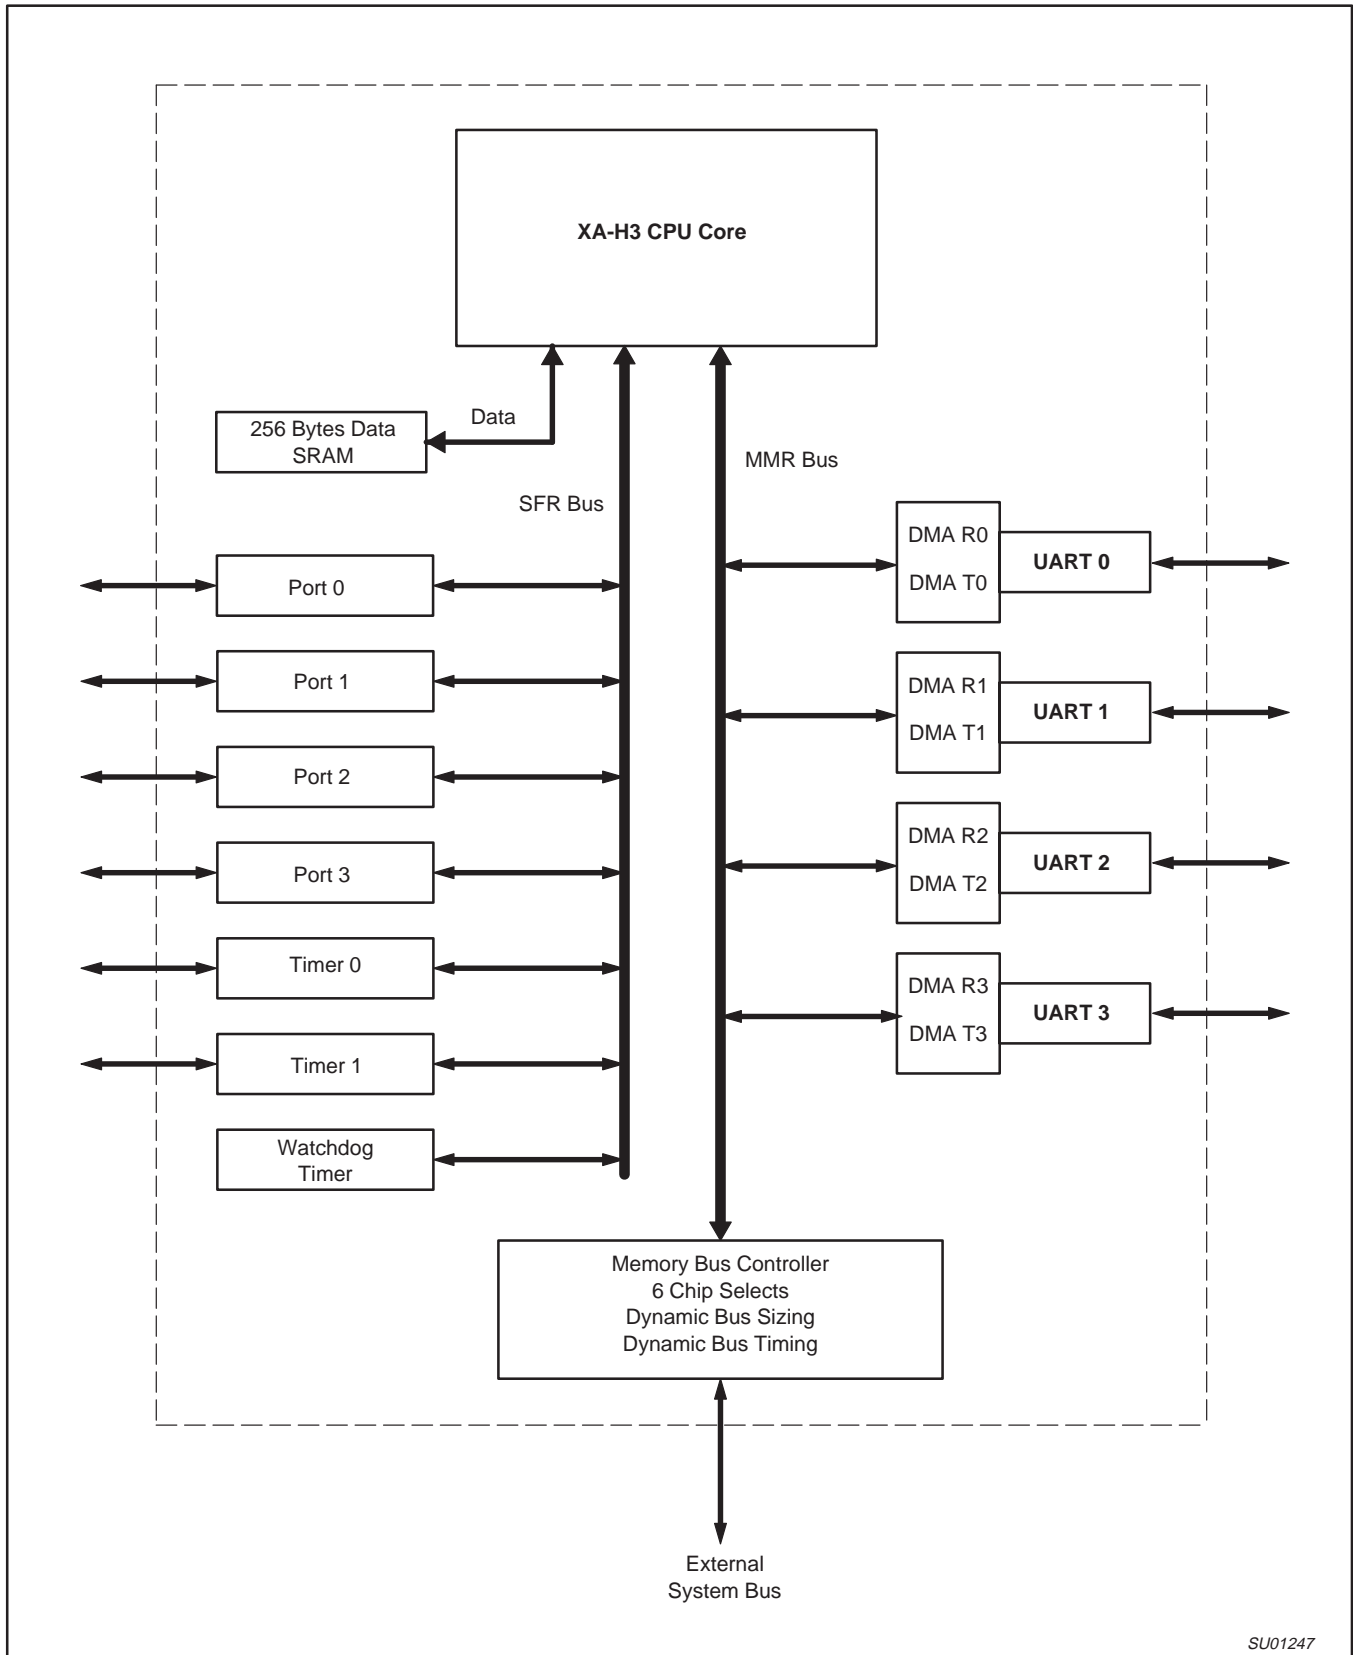 XA-H3 CPU Core
256 Bytes Data
SRAM
Data
MMR Bus
SFR Bus
Port 0
Port 1
Port 2
Port 3
Timer 0
Timer 1
Watchdog
Timer
DMA R0
DMA T0
UART 0
DMA R1
DMA T1
UART 1
DMA R2
DMA T2
UART 2
DMA R3
DMA T3
UART 3
Memory Bus Controller
6 Chip Selects
Dynamic Bus Sizing
Dynamic Bus Timing
External
System Bus
SU01247